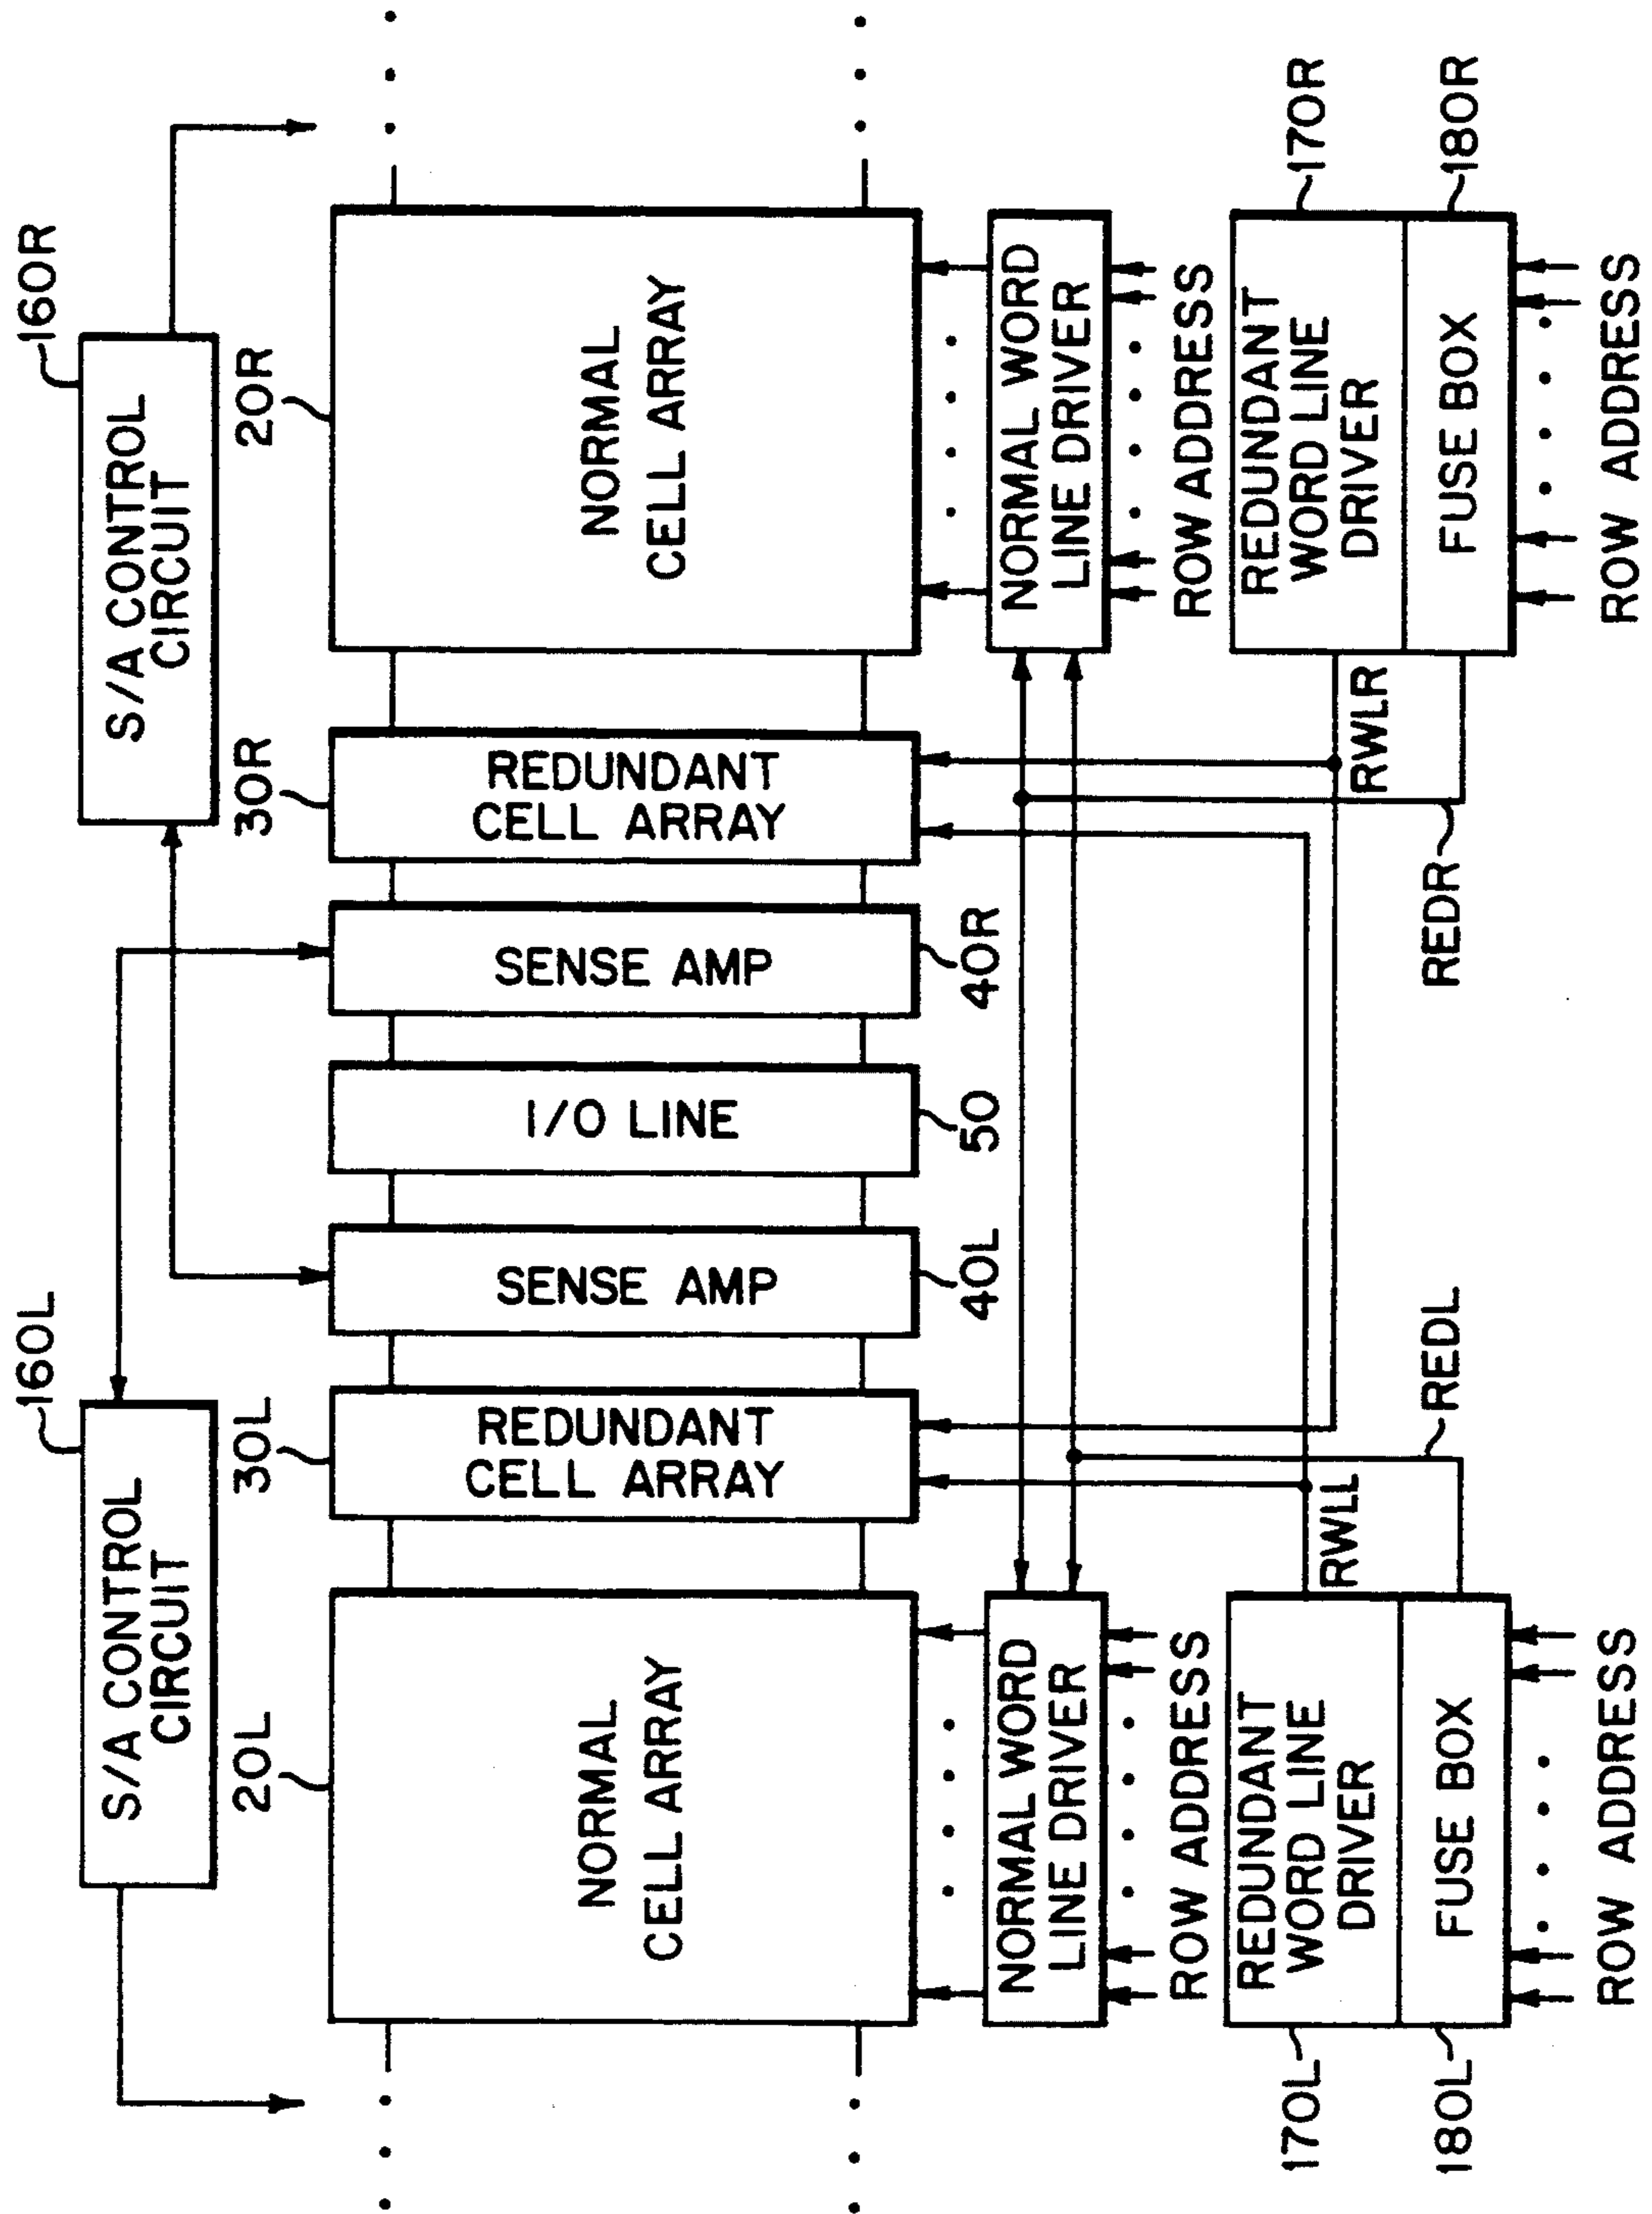 160L
160R
S/A CONTROL
CIRCUIT
S/A CONTROL
CIRCUIT
20L
30L
30R
20R
NORMAL
CELL ARRAY
REDUNDANT
CELL ARRAY
SENSE AMP
I/O LINE
SENSE AMP
REDUNDANT
CELL ARRAY
NORMAL
CELL ARRAY
40L
50
40R
NORMAL WORD
LINE DRIVER
NORMAL WORD
LINE DRIVER
ROW ADDRESS
ROW ADDRESS
170L
REDUNDANT
WORD LINE
DRIVER
RWLL
RWLR
REDUNDANT
WORD LINE
DRIVER
170R
180L
FUSE BOX
REDL
REDR
FUSE BOX
180R
ROW ADDRESS
ROW ADDRESS